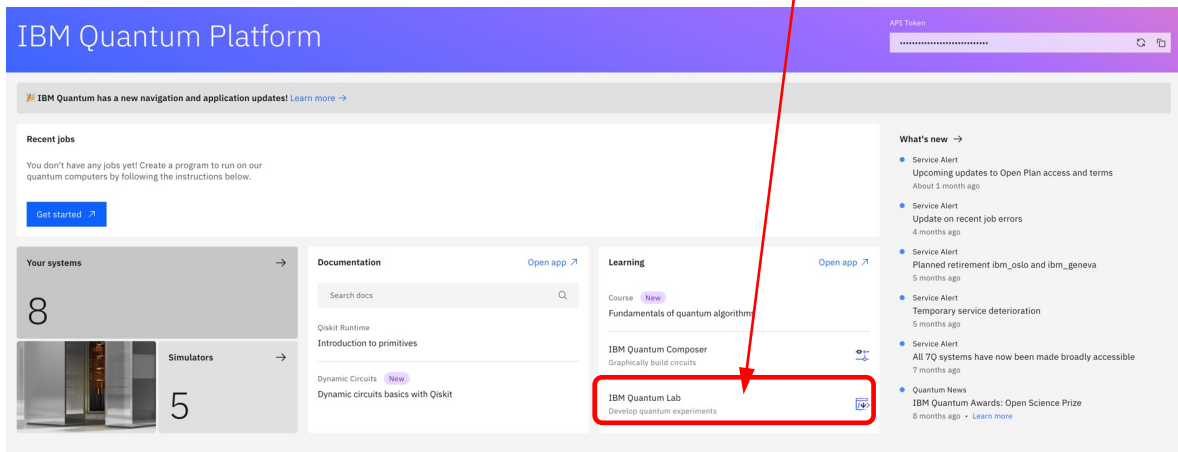 IBM Quantum Platform
API Token
•••••••••••••••••••••••••••••
🎉 IBM Quantum has a new navigation and application updates! Learn more →
Recent jobs
You don't have any jobs yet! Create a program to run on our
quantum computers by following the instructions below.
Get started ↗
Your systems →
8
Simulators →
5
Documentation Open app ↗
Search docs
Qiskit Runtime
Introduction to primitives
Dynamic Circuits New
Dynamic circuits basics with Qiskit
Learning Open app ↗
Course New
Fundamentals of quantum algorithms
IBM Quantum Composer
Graphically build circuits
IBM Quantum Lab
Develop quantum experiments
What's new →
Service Alert
Upcoming updates to Open Plan access and terms
About 1 month ago
Service Alert
Update on recent job errors
4 months ago
Service Alert
Planned retirement ibm_oslo and ibm_geneva
5 months ago
Service Alert
Temporary service deterioration
5 months ago
Service Alert
All 7Q systems have now been made broadly accessible
7 months ago
Quantum News
IBM Quantum Awards: Open Science Prize
8 months ago • Learn more